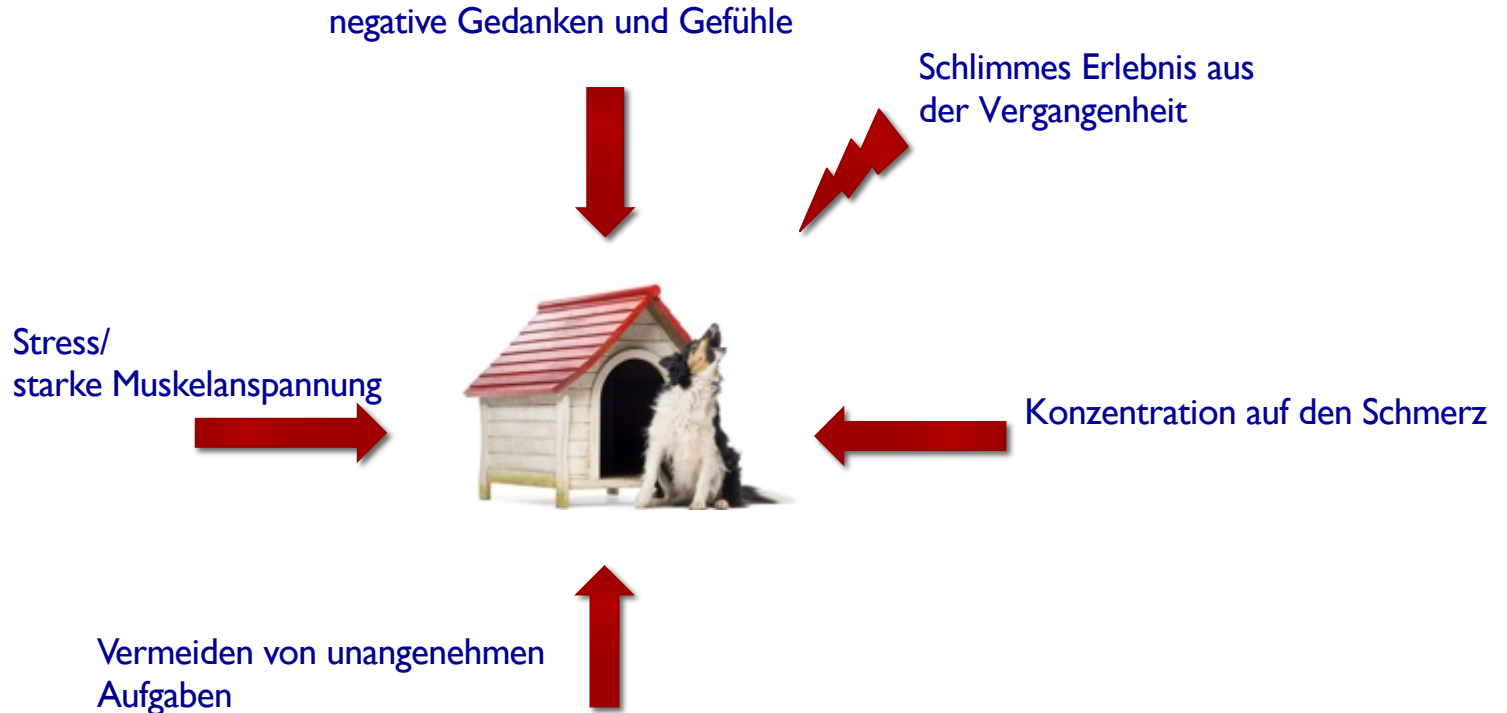 negative Gedanken und Gefühle
Schlimmes Erlebnis aus
der Vergangenheit
Stress/
starke Muskelanspannung
Konzentration auf den Schmerz
Vermeiden von unangenehmen
Aufgaben